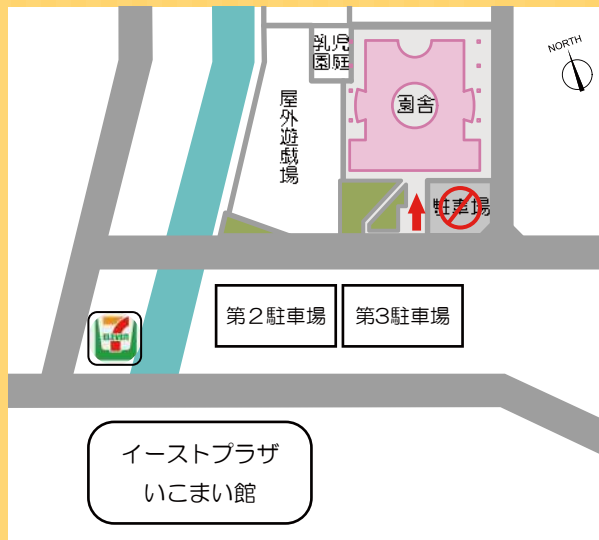 乳児
園庭
NORTH
園舎
屋外遊戯場
駐車場
第2駐車場
第3駐車場
ELEVEN
イーストプラザ
いこまい館